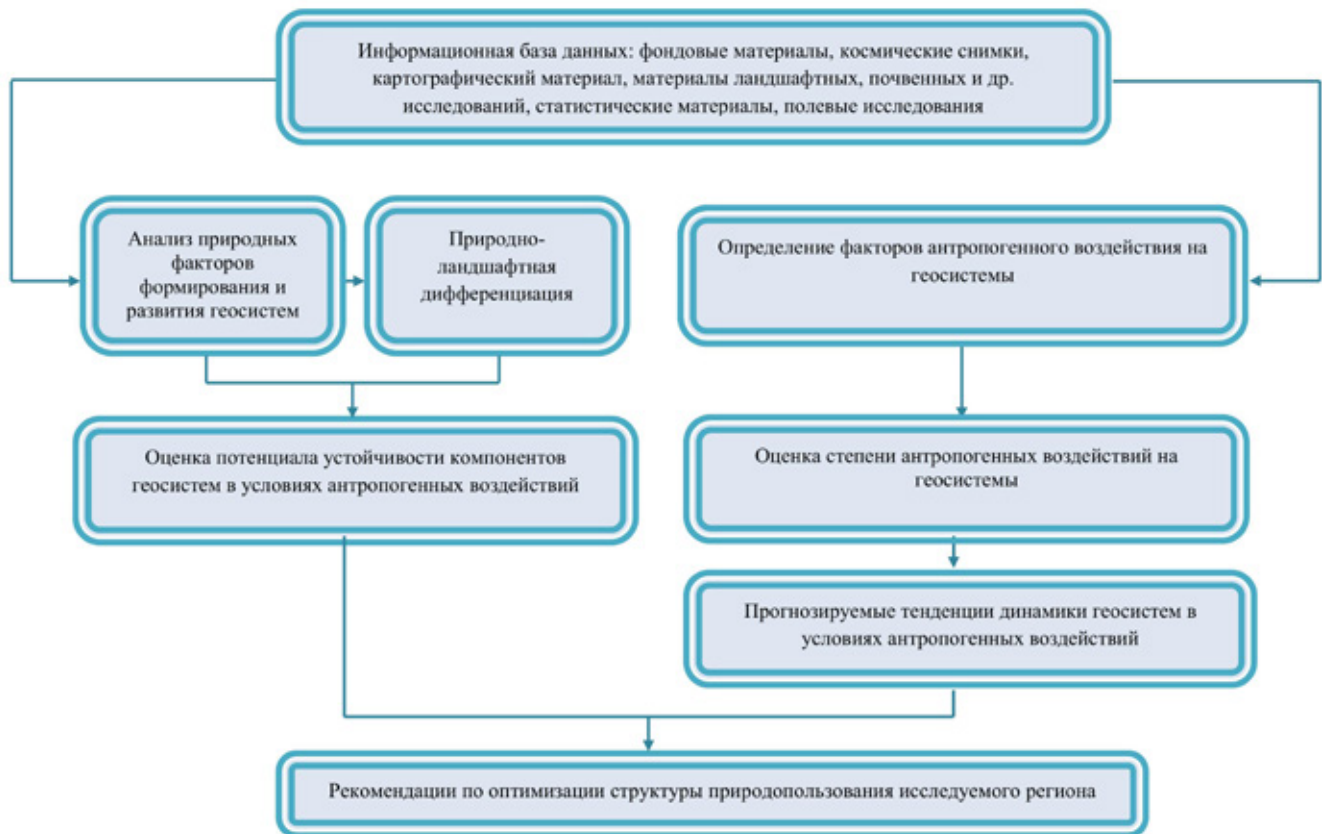 Информационная база данных: фондовые материалы, космические снимки,
картографический материал, материалы ландшафтных, почвенных и др.
исследований, статистические материалы, полевые исследования
Анализ природных
факторов
формирования и
развития геосистем
Природно-
ландшафтная
дифференциация
Определение факторов антропогенного воздействия на
геосистемы
Оценка потенциала устойчивости компонентов
геосистем в условиях антропогенных воздействий
Оценка степени антропогенных воздействий на
геосистемы
Прогнозируемые тенденции динамики геосистем в
условиях антропогенных воздействий
Рекомендации по оптимизации структуры природопользования исследуемого региона